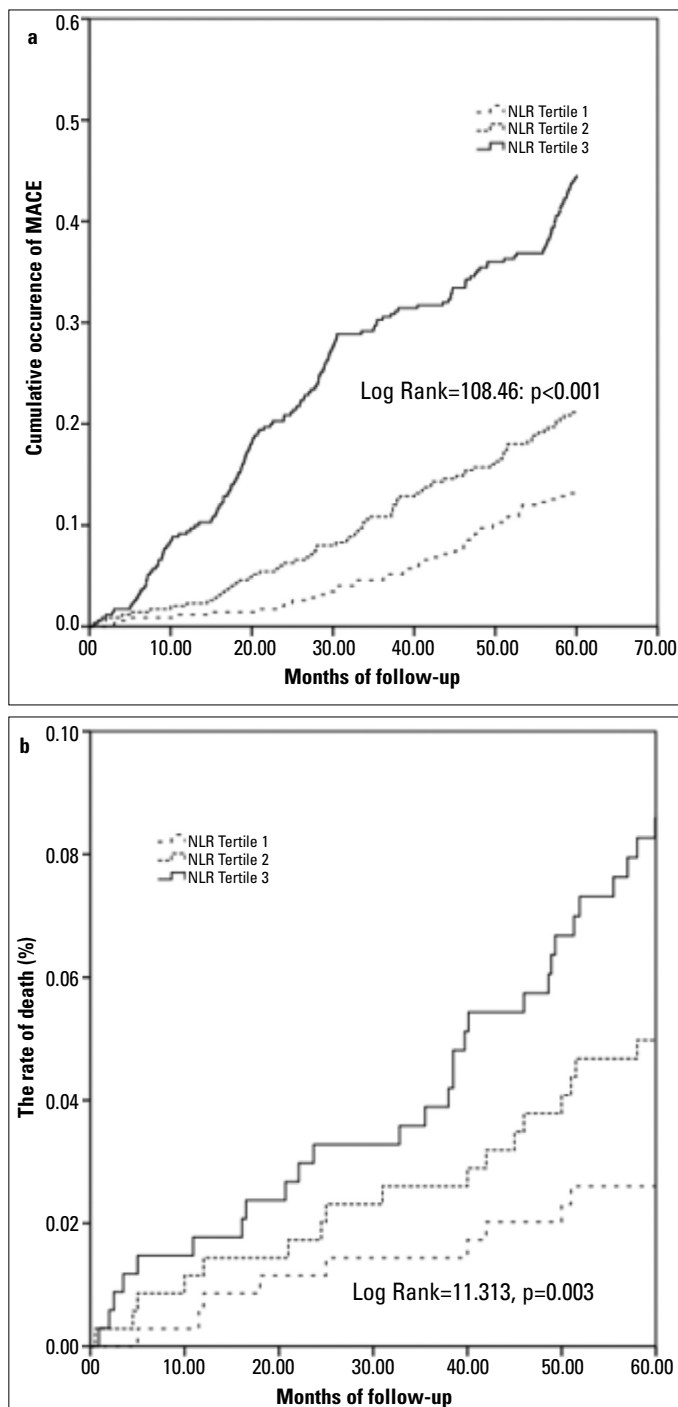 a
0.6
0.5
0.4
0.3
0.2
0.1
0.0
Cumulative occurence of MACE
NLR Tertile 1
NLR Tertile 2
NLR Tertile 3
Log Rank=108.46: p<0.001
00 10.00 20.00 30.00 40.00 50.00 60.00 70.00
Months of follow-up
b
0.10
0.08
0.06
0.04
0.02
0.00
The rate of death (%)
NLR Tertile 1
NLR Tertile 2
NLR Tertile 3
Log Rank=11.313, p=0.003
00 10.00 20.00 30.00 40.00 50.00 60.00
Months of follow-up